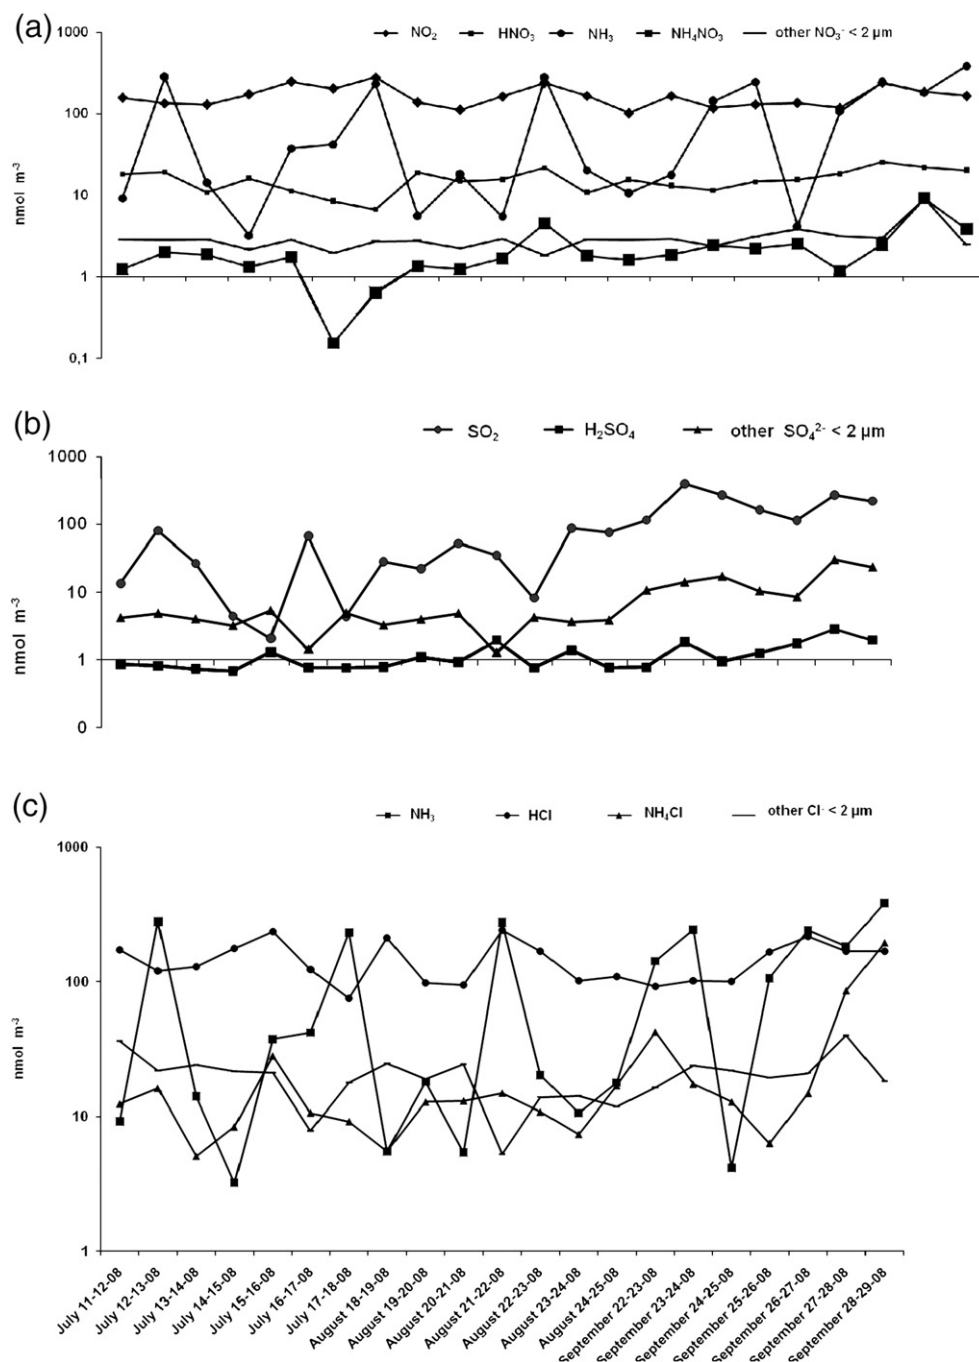 (a)
NO₂ HNO₃ NH₃ NH₄NO₃ other NO₃⁻ < 2 µm
1000
100
10
1
0,1
nmol m⁻³
(b)
SO₂ H₂SO₄ other SO₄²⁻ < 2 µm
1000
100
10
1
0
nmol m⁻³
(c)
NH₃ HCl NH₄Cl other Cl⁻ < 2 µm
1000
100
10
1
nmol m⁻³
July 11-12-08
July 12-13-08
July 13-14-08
July 14-15-08
July 15-16-08
July 16-17-08
July 17-18-08
August 18-19-08
August 19-20-08
August 20-21-08
August 21-22-08
August 22-23-08
August 23-24-08
August 24-25-08
September 22-23-08
September 23-24-08
September 24-25-08
September 25-26-08
September 26-27-08
September 27-28-08
September 28-29-08